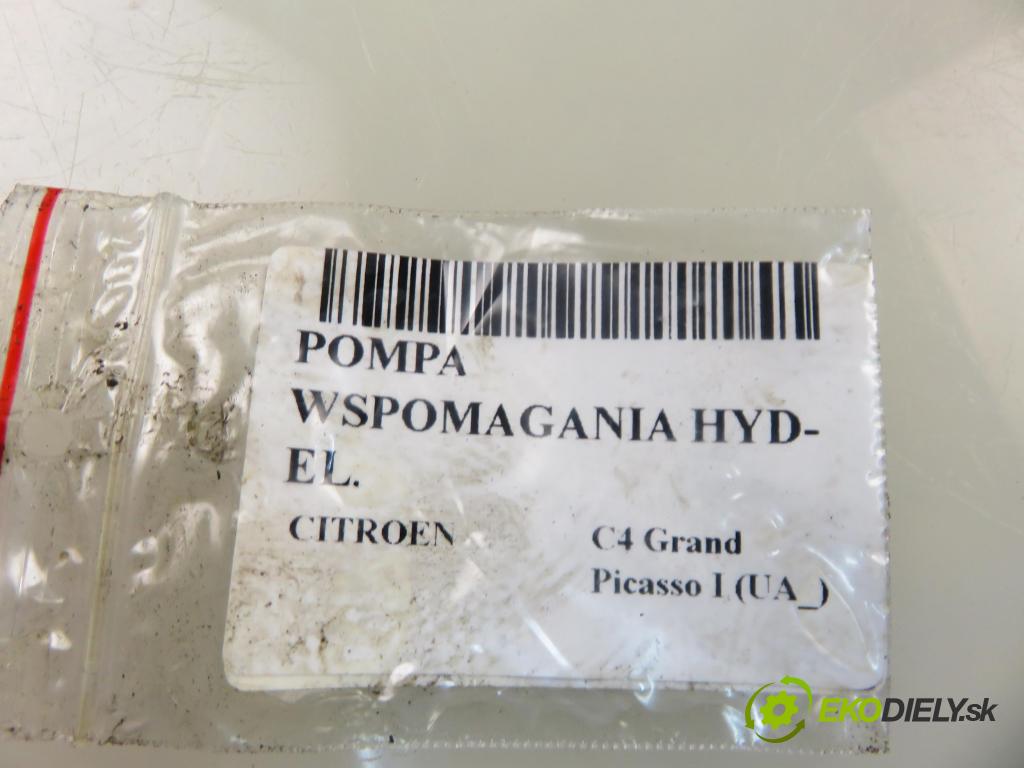 POMPA
WSPOMAGANIA HYD-
EL.
CITROEN
C4 Grand
Picasso I (UA_)
EKODIELY.sk